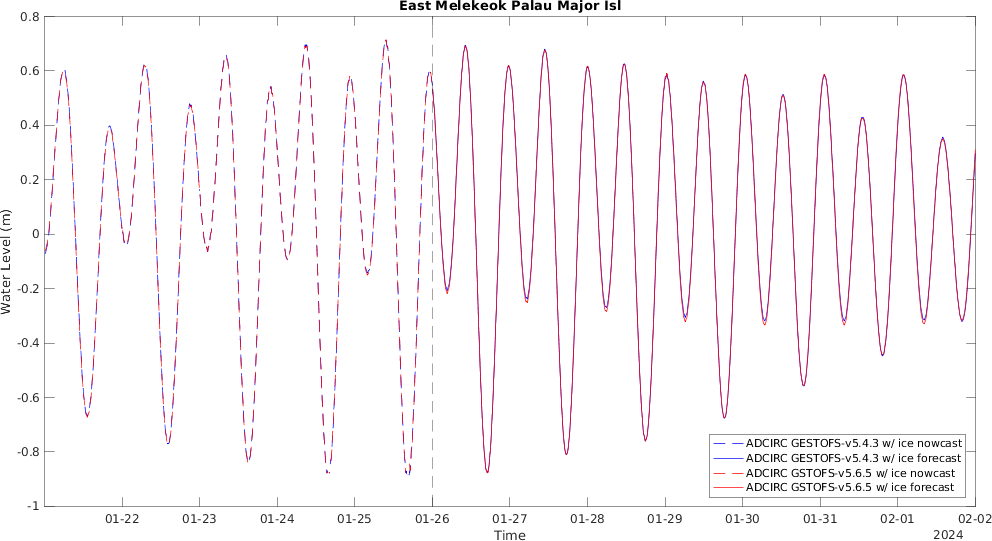 East Melekeok Palau Major Isl
0.8
0.6
0.4
0.2
0
-0.2
-0.4
-0.6
-0.8
-1
Water Level (m)
01-22 01-23 01-24 01-25 01-26 01-27 01-28 01-29 01-30 01-31 02-01 02-02
Time
2024
ADCIRC GESTOFS-v5.4.3 w/ ice nowcast
ADCIRC GESTOFS-v5.4.3 w/ ice forecast
ADCIRC GSTOFS-v5.6.5 w/ ice nowcast
ADCIRC GSTOFS-v5.6.5 w/ ice forecast